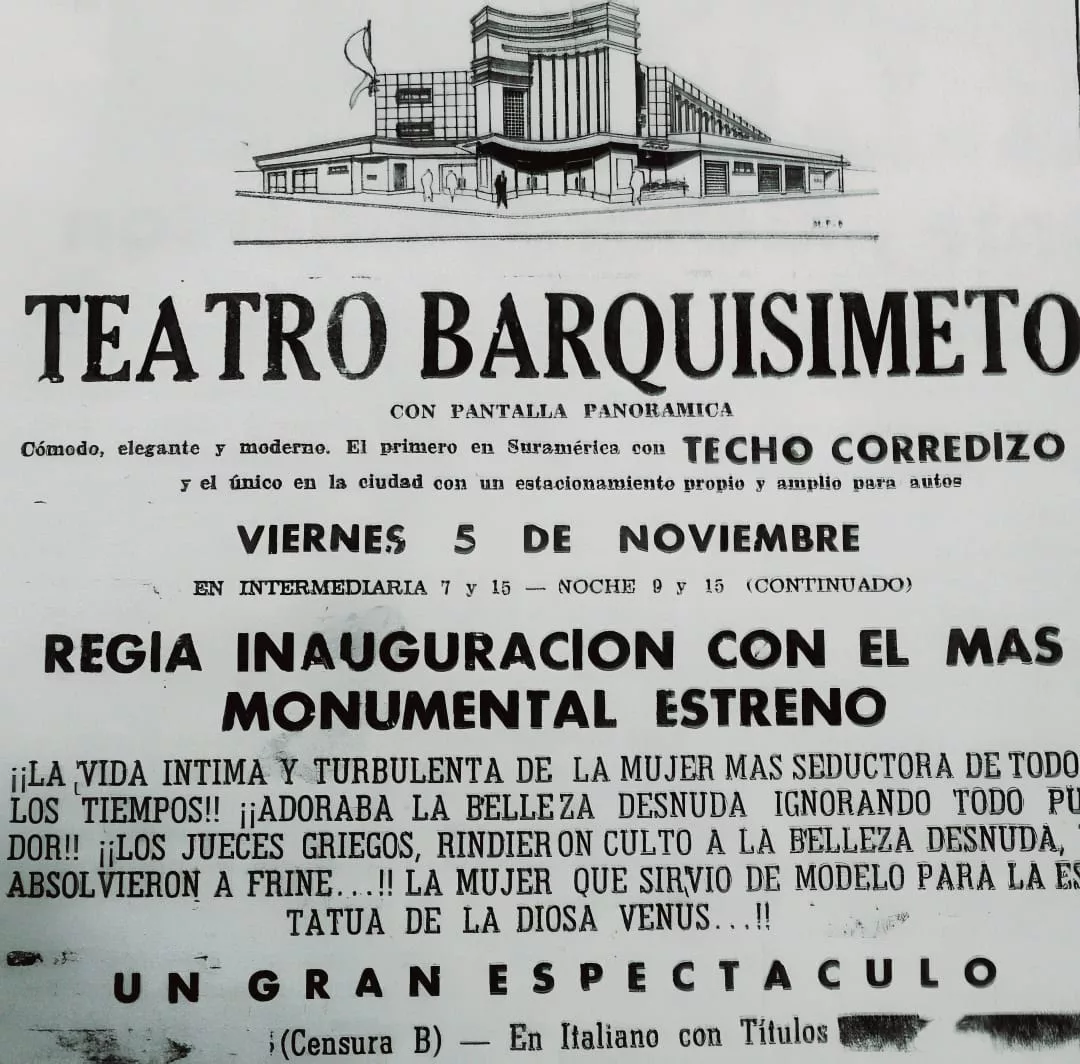 M.P.B
TEATRO BARQUISIMETO
CON PANTALLA PANORAMICA
Cómodo, elegante y moderno. El primero en Suramérica con TECHO CORREDIZO
y el único en la ciudad con un estacionamiento propio y amplio para autos
VIERNES 5 DE NOVIEMBRE
EN INTERMEDIARIA 7 y 15 — NOCHE 9 y 15 (CONTINUADO)
REGIA INAUGURACION CON EL MAS
MONUMENTAL ESTRENO
¡¡LA VIDA INTIMA Y TURBULENTA DE LA MUJER MAS SEDUCTORA DE TODO
LOS TIEMPOS!! ¡¡ADORABA LA BELLEZA DESNUDA IGNORANDO TODO PU
DOR!! ¡¡LOS JUECES GRIEGOS, RINDIERON CULTO A LA BELLEZA DESNUDA,
ABSOLVIERON A FRINE...!! LA MUJER QUE SIRVIO DE MODELO PARA LA ES
TATUA DE LA DIOSA VENUS...!!
UN GRAN ESPECTACULO
(Censura B) — En Italiano con Títulos